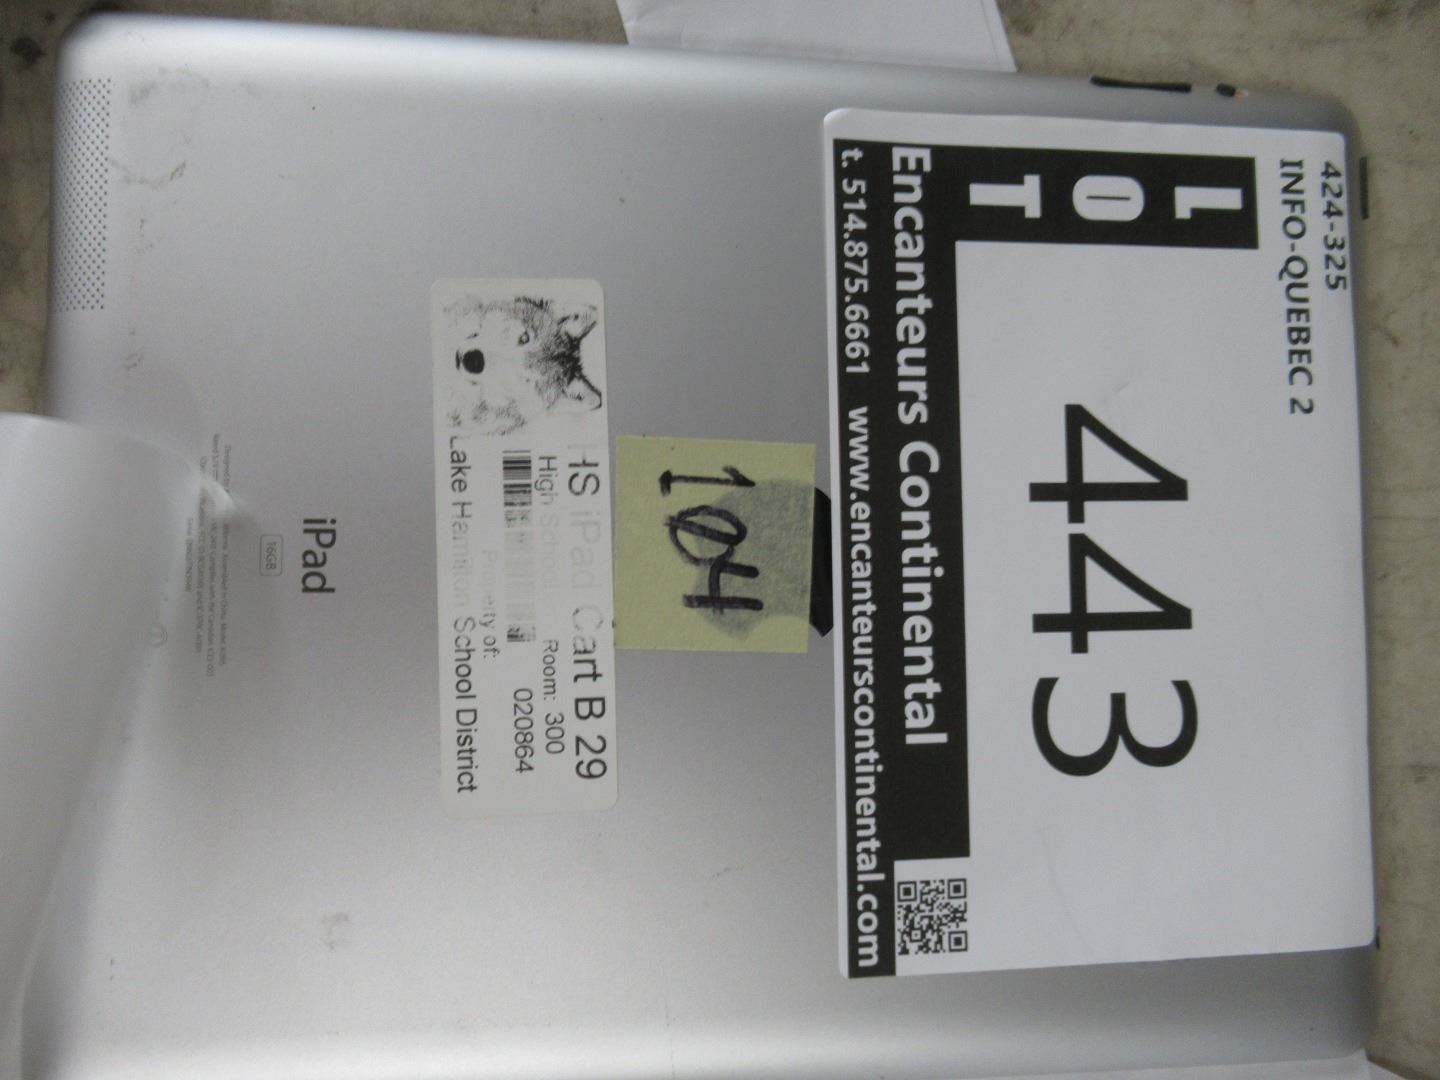 424-325
INFO-QUEBEC 2
LOT
443
Encanteurs Continental
t. 514.875.6661 www.encanteurscontinental.com
104
HS iPad Cart B 29
High School Room: 300
020864
Property of:
Lake Hamilton School District
iPad
16GB